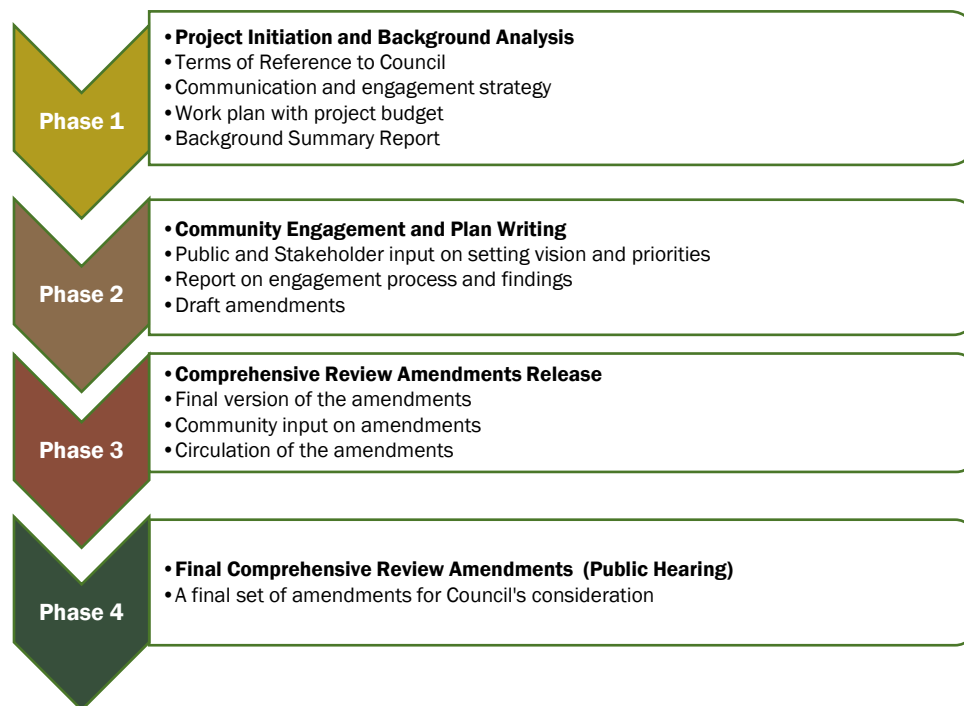 Phase 1
•Project Initiation and Background Analysis
•Terms of Reference to Council
•Communication and engagement strategy
•Work plan with project budget
•Background Summary Report
Phase 2
•Community Engagement and Plan Writing
•Public and Stakeholder input on setting vision and priorities
•Report on engagement process and findings
•Draft amendments
Phase 3
•Comprehensive Review Amendments Release
•Final version of the amendments
•Community input on amendments
•Circulation of the amendments
Phase 4
•Final Comprehensive Review Amendments (Public Hearing)
•A final set of amendments for Council's consideration